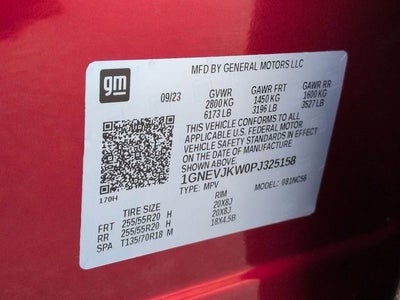 gm
MFD BY GENERAL MOTORS LLC
09/23 GVWR GAWR FRT GAWR RR
2800 KG 1450 KG 1600 KG
6173 LB 3196 LB 3527 LB
THIS VEHICLE CONFORMS TO ALL
APPLICABLE U.S. FEDERAL MOTOR
VEHICLE SAFETY STANDARDS IN EFFECT
ON THE DATE OF MANUFACTURE
1GNEVJKW0PJ325158
TYPE: MPV MODEL: 081NC56
170H
TIRE SIZE RIM
FRT 255/55R20 H 20X8J
RR 255/55R20 H 20X8J
SPA T135/70R18 M 18X4.5B